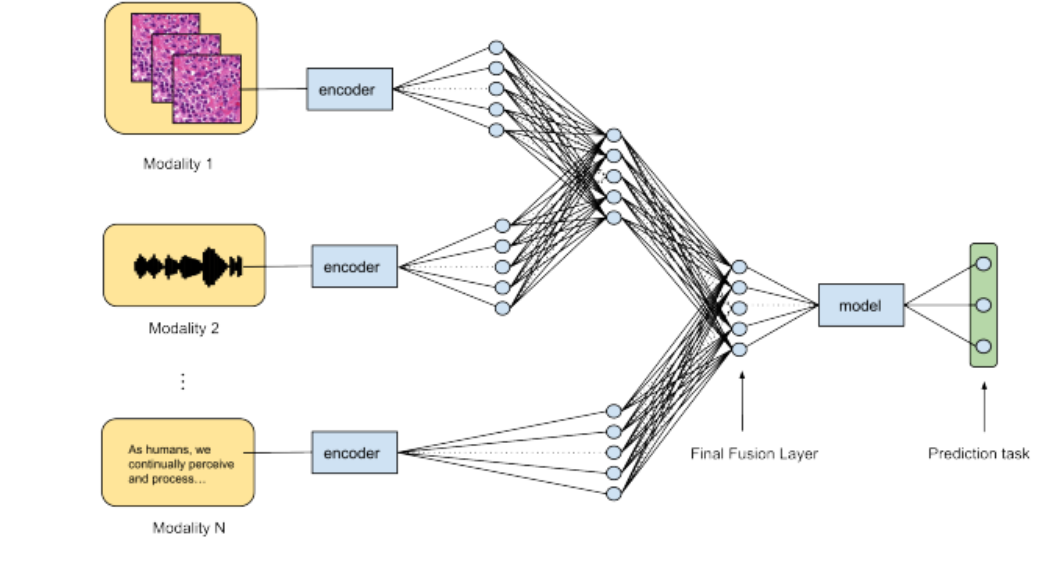 encoder
Modality 1
encoder
Modality 2
⋮
As humans, we
continually perceive
and process...
encoder
Modality N
model
Final Fusion Layer
Prediction task